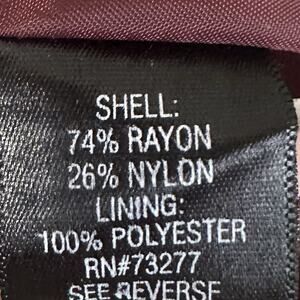 SHELL:
74% RAYON
26% NYLON
LINING:
100% POLYESTER
RN#73277
SEE REVERSE